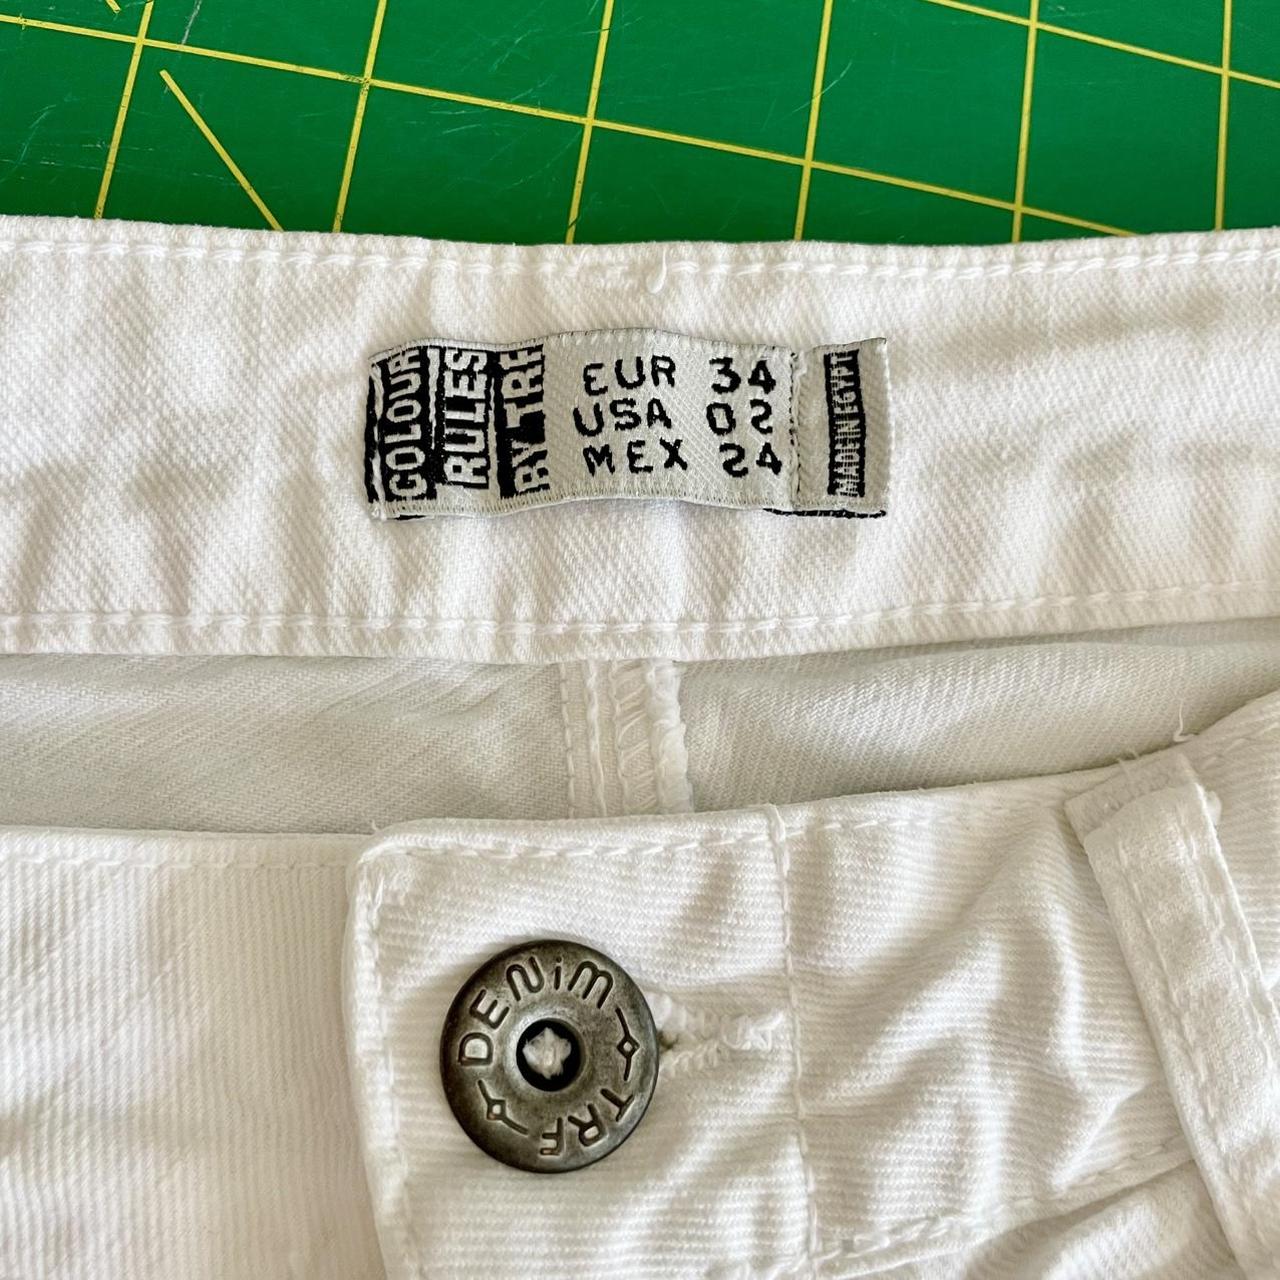 COLOUR
RULES
BY TRF
EUR 34
USA 02
MEX 24
MADE IN EGYPT
DENiM
TRF